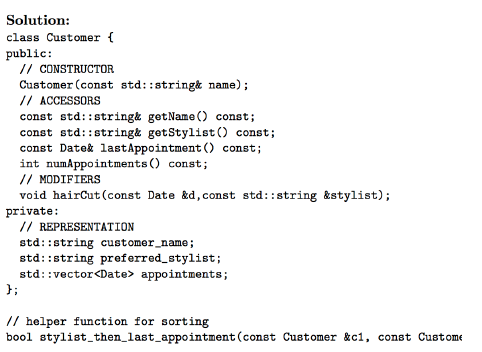 Solution:
class Customer {
public:
// CONSTRUCTOR
Customer(const std::string& name);
// ACCESSORS
const std::string& getName() const;
const std::string& getStylist() const;
const Date& lastAppointment() const;
int numAppointments() const;
// MODIFIERS
void hairCut(const Date &d,const std::string &stylist);
private:
// REPRESENTATION
std::string customer_name;
std::string preferred_stylist;
std::vector<Date> appointments;
};
// helper function for sorting
bool stylist_then_last_appointment(const Customer &c1, const Custome